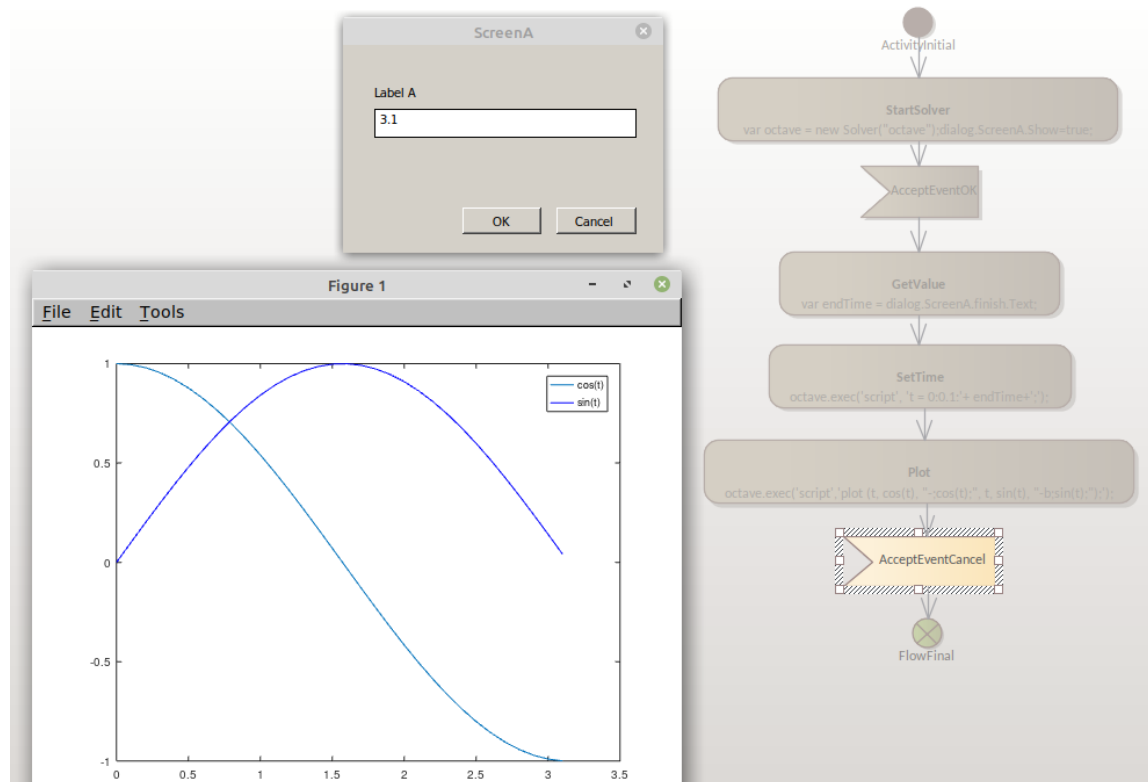 ScreenA
Label A
3.1
OK
Cancel
Figure 1
File Edit Tools
cos(t)
sin(t)
1
0.5
0
-0.5
-1
0 0.5 1 1.5 2 2.5 3 3.5
ActivityInitial
StartSolver
var octave = new Solver("octave");dialog.ScreenA.Show=true;
AcceptEventOK
GetValue
var endTime = dialog.ScreenA.finish.Text;
SetTime
octave.exec('script', 't = 0:0.1:'+ endTime+';');
Plot
octave.exec('script','plot (t, cos(t), "-;cos(t);", t, sin(t), "-b;sin(t);");');
AcceptEventCancel
FlowFinal